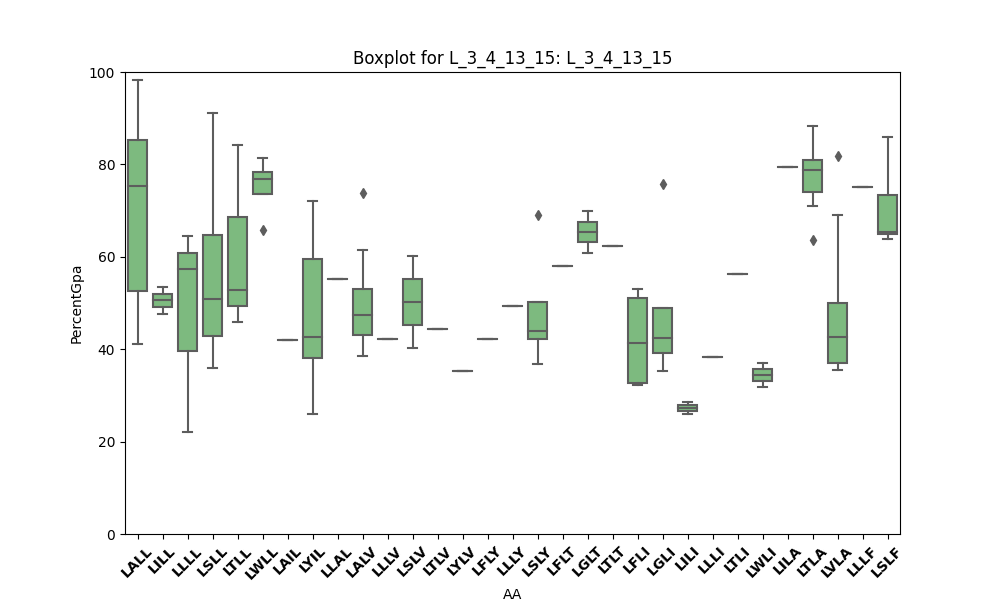 Boxplot for L_3_4_13_15: L_3_4_13_15
100
80
60
40
20
0
PercentGpa
LALL LILL LLLL LSLL LTLL LWLL LAIL LYIL LLAL LALV LLLV LSLV LTLV LYLV LFLY LLLY LSLY LFLT LGLT LTLT LFLI LGLI LILI LLLI LTLI LWLI LILA LTLA LVLA LLLF LSLF
AA